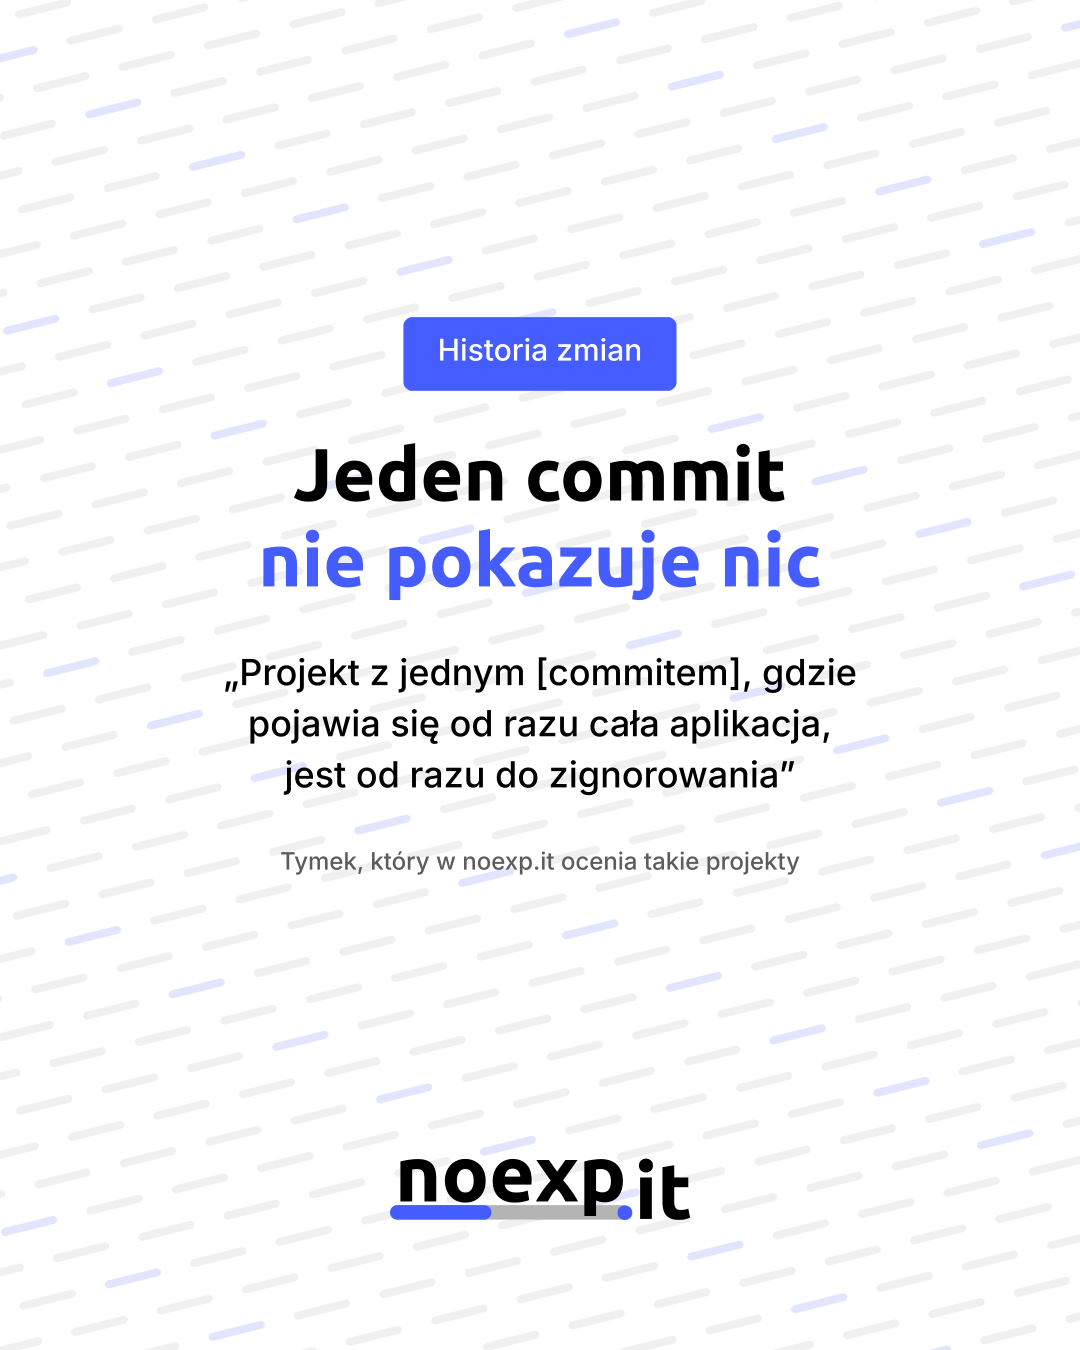 Historia zmian
Jeden commit
nie pokazuje nic
„Projekt z jednym [commitem], gdzie
pojawia się od razu cała aplikacja,
jest od razu do zignorowania”
Tymek, który w noexp.it ocenia takie projekty
noexp.it